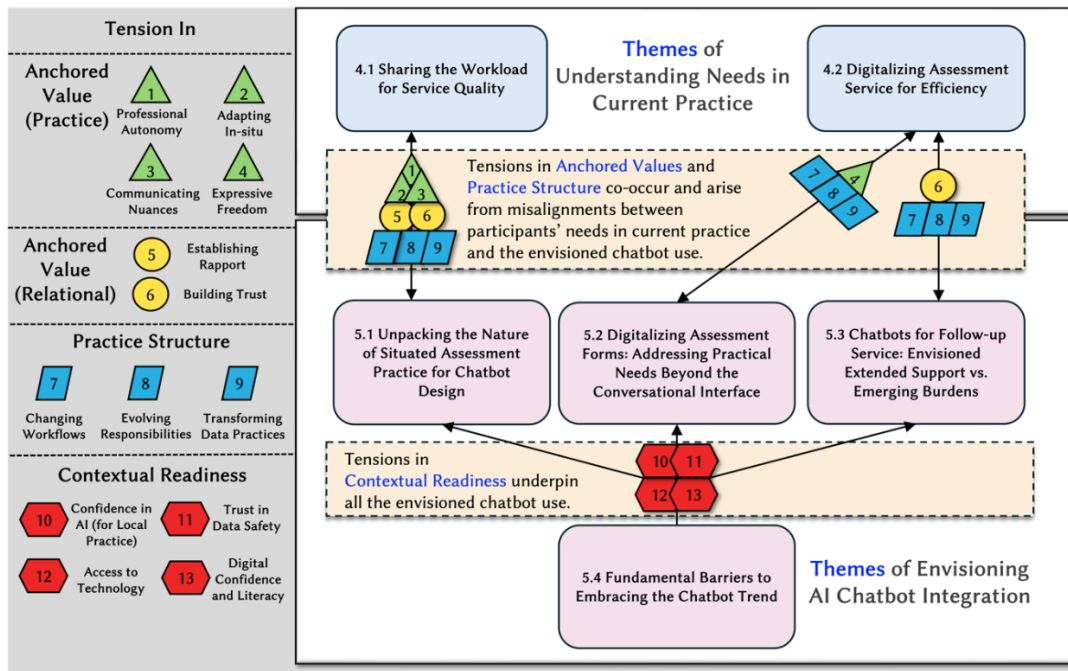 Tension In
Anchored
Value
(Practice)
1
Professional
Autonomy
2
Adapting
In-situ
3
Communicating
Nuances
4
Expressive
Freedom
Anchored
Value
(Relational)
5
Establishing
Rapport
6
Building Trust
Practice Structure
7
8
9
Changing
Workflows
Evolving
Responsibilities
Transforming
Data Practices
Contextual Readiness
10
Confidence in
AI (for Local
Practice)
11
Trust in
Data Safety
12
Access to
Technology
13
Digital
Confidence
and Literacy
4.1 Sharing the Workload
for Service Quality
Themes of
Understanding Needs in
Current Practice
4.2 Digitalizing Assessment
Service for Efficiency
1
2 3
5 6
7 8 9
Tensions in Anchored Values and
Practice Structure co-occur and arise
from misalignments between
participants' needs in current practice
and the envisioned chatbot use.
4
7
8
9
6
7 8 9
5.1 Unpacking the Nature
of Situated Assessment
Practice for Chatbot
Design
5.2 Digitalizing Assessment
Forms: Addressing Practical
Needs Beyond the
Conversational Interface
5.3 Chatbots for Follow-up
Service: Envisioned
Extended Support vs.
Emerging Burdens
Tensions in
Contextual Readiness underpin
all the envisioned chatbot use.
10 11
12 13
5.4 Fundamental Barriers to
Embracing the Chatbot Trend
Themes of Envisioning
AI Chatbot Integration